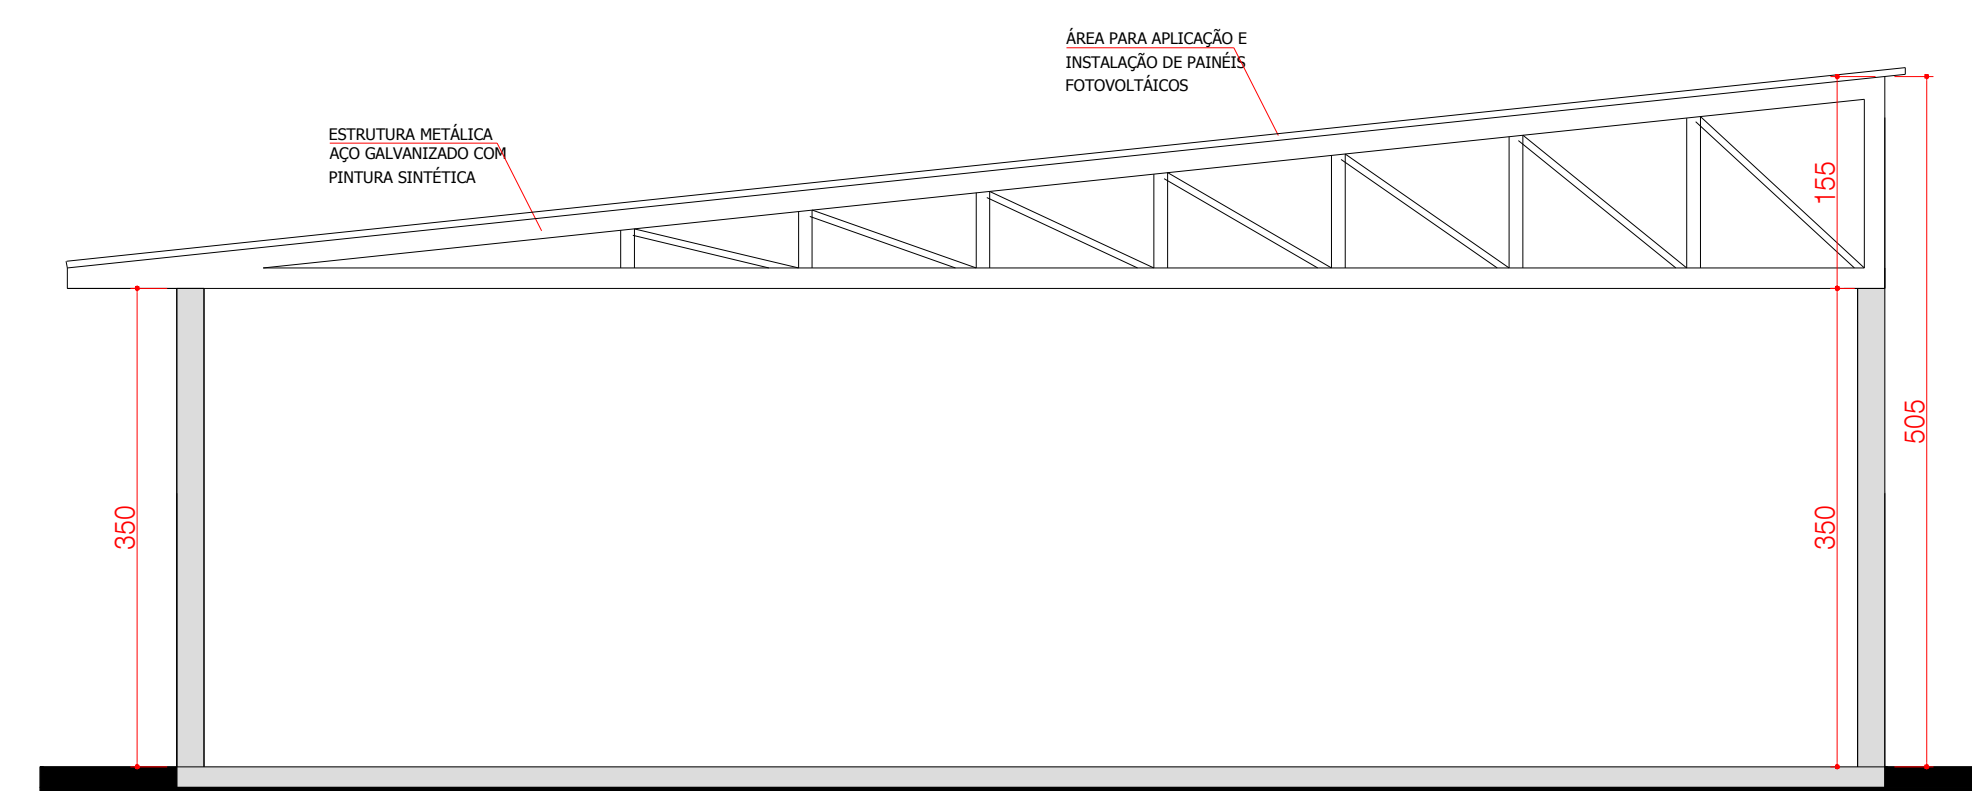 ÁREA PARA APLICAÇÃO E
INSTALAÇÃO DE PAINÉIS
FOTOVOLTÁICOS
ESTRUTURA METÁLICA
AÇO GALVANIZADO COM
PINTURA SINTÉTICA
155
505
350
350